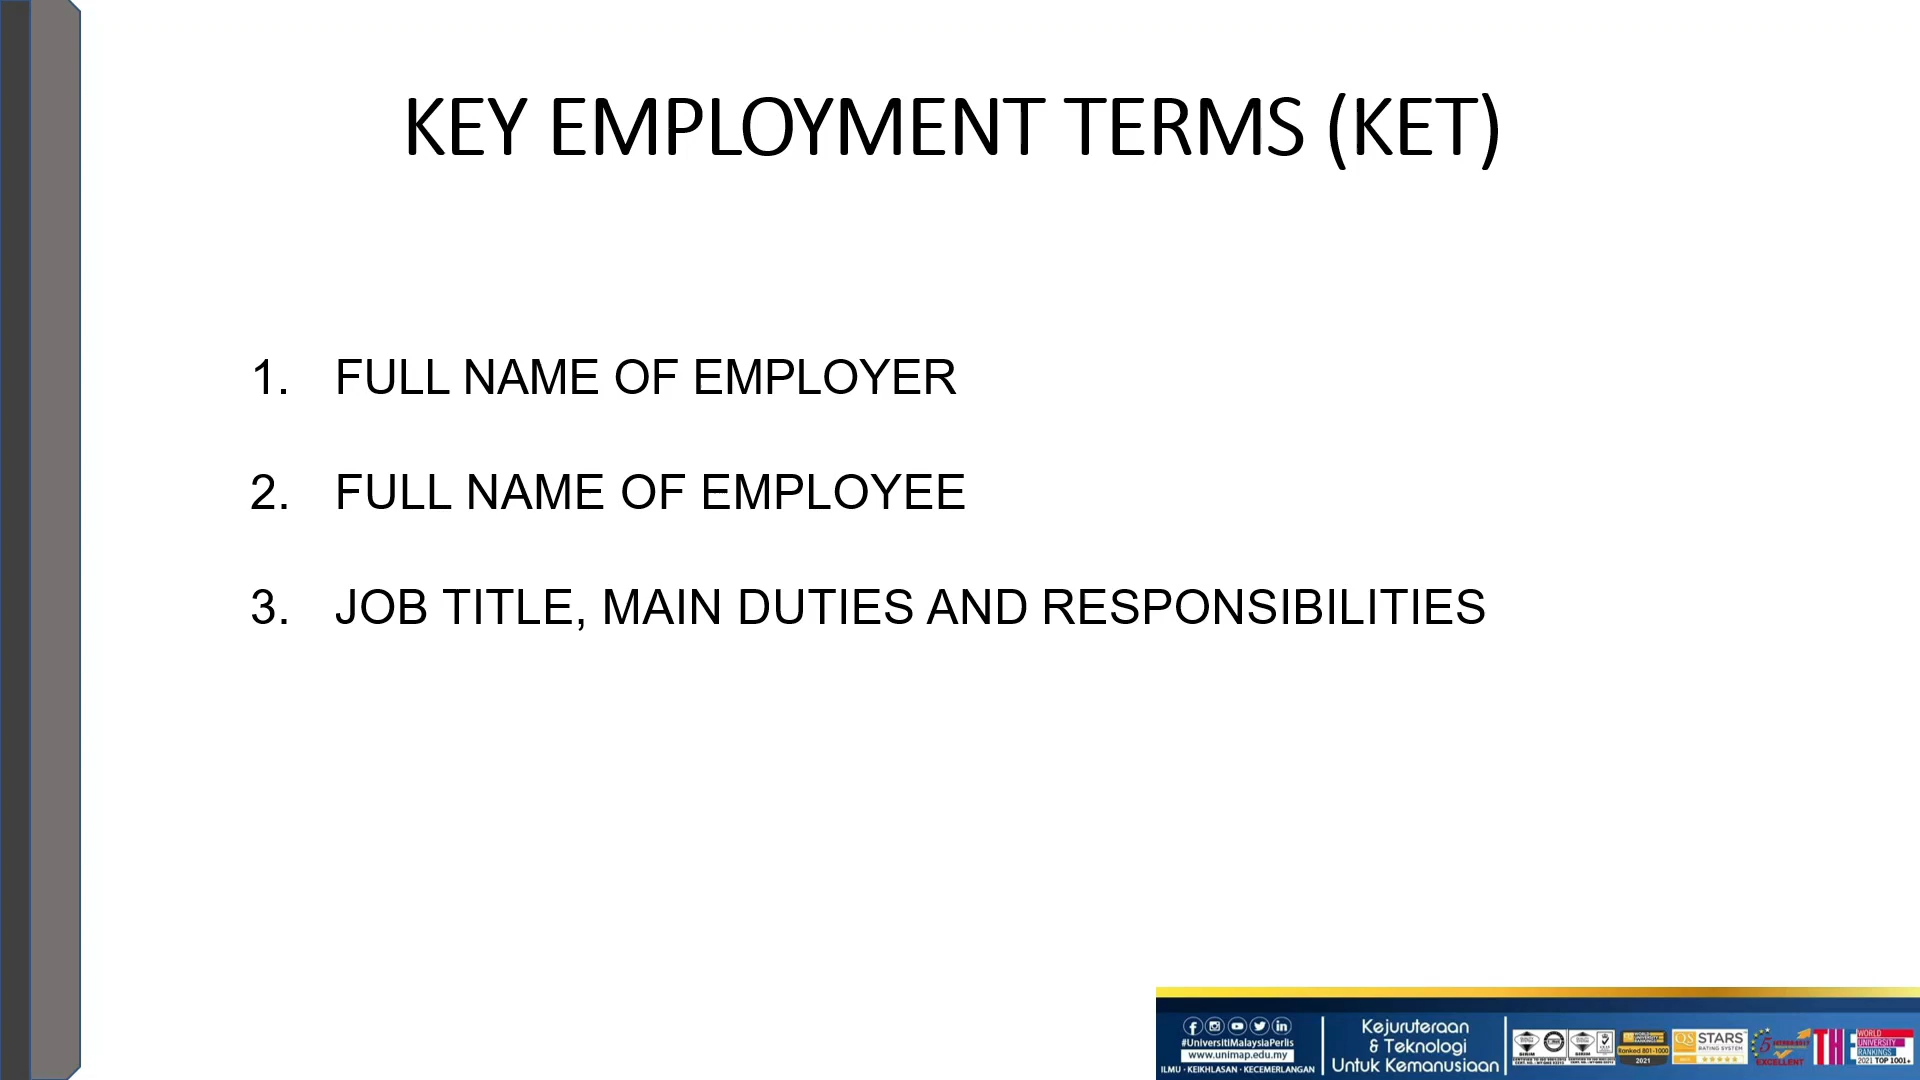 KEY EMPLOYMENT TERMS (KET)
1. FULL NAME OF EMPLOYER
2. FULL NAME OF EMPLOYEE
3. JOB TITLE, MAIN DUTIES AND RESPONSIBILITIES
#UniversitiMalaysiaPerlis
www.unimap.edu.my
ILMU · KEIKHLASAN · KECEMERLANGAN
Kejuruteraan
& Teknologi
Untuk Kemanusiaan
Ranked 801-1000
2021
QS STARS
RATING SYSTEM
5
EXCELLENT
THE
WORLD
UNIVERSITY
RANKINGS
2021 TOP 1001+